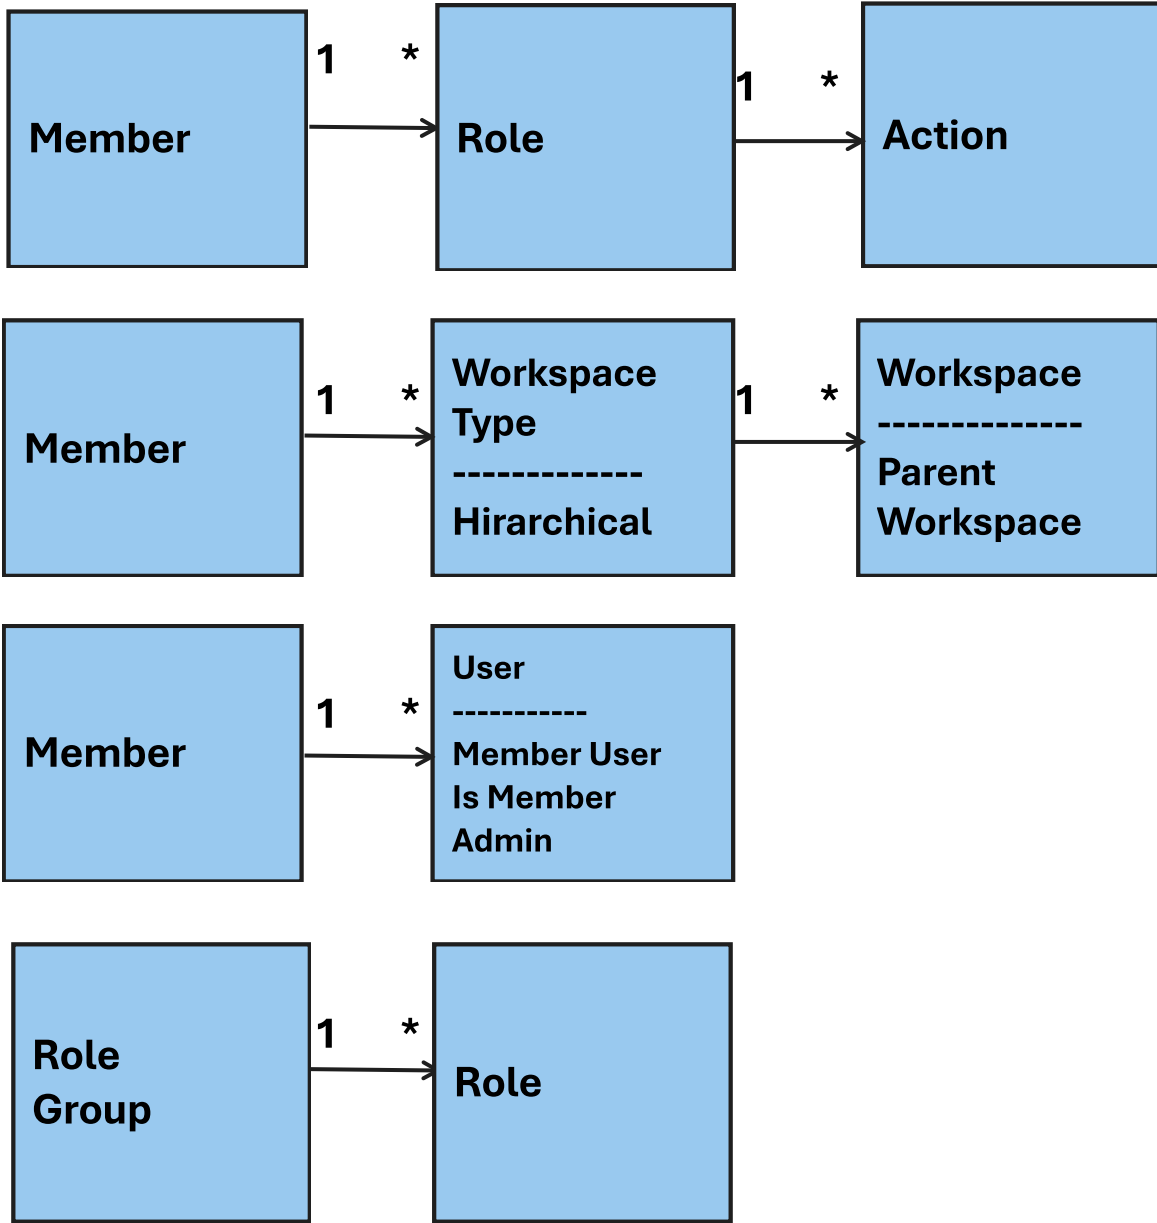 Member
1 *
Role
1 *
Action
Member
1 *
Workspace
Type
-------------
Hirarchical
1 *
Workspace
--------------
Parent
Workspace
Member
1 *
User
-----------
Member User
Is Member
Admin
Role
Group
1 *
Role